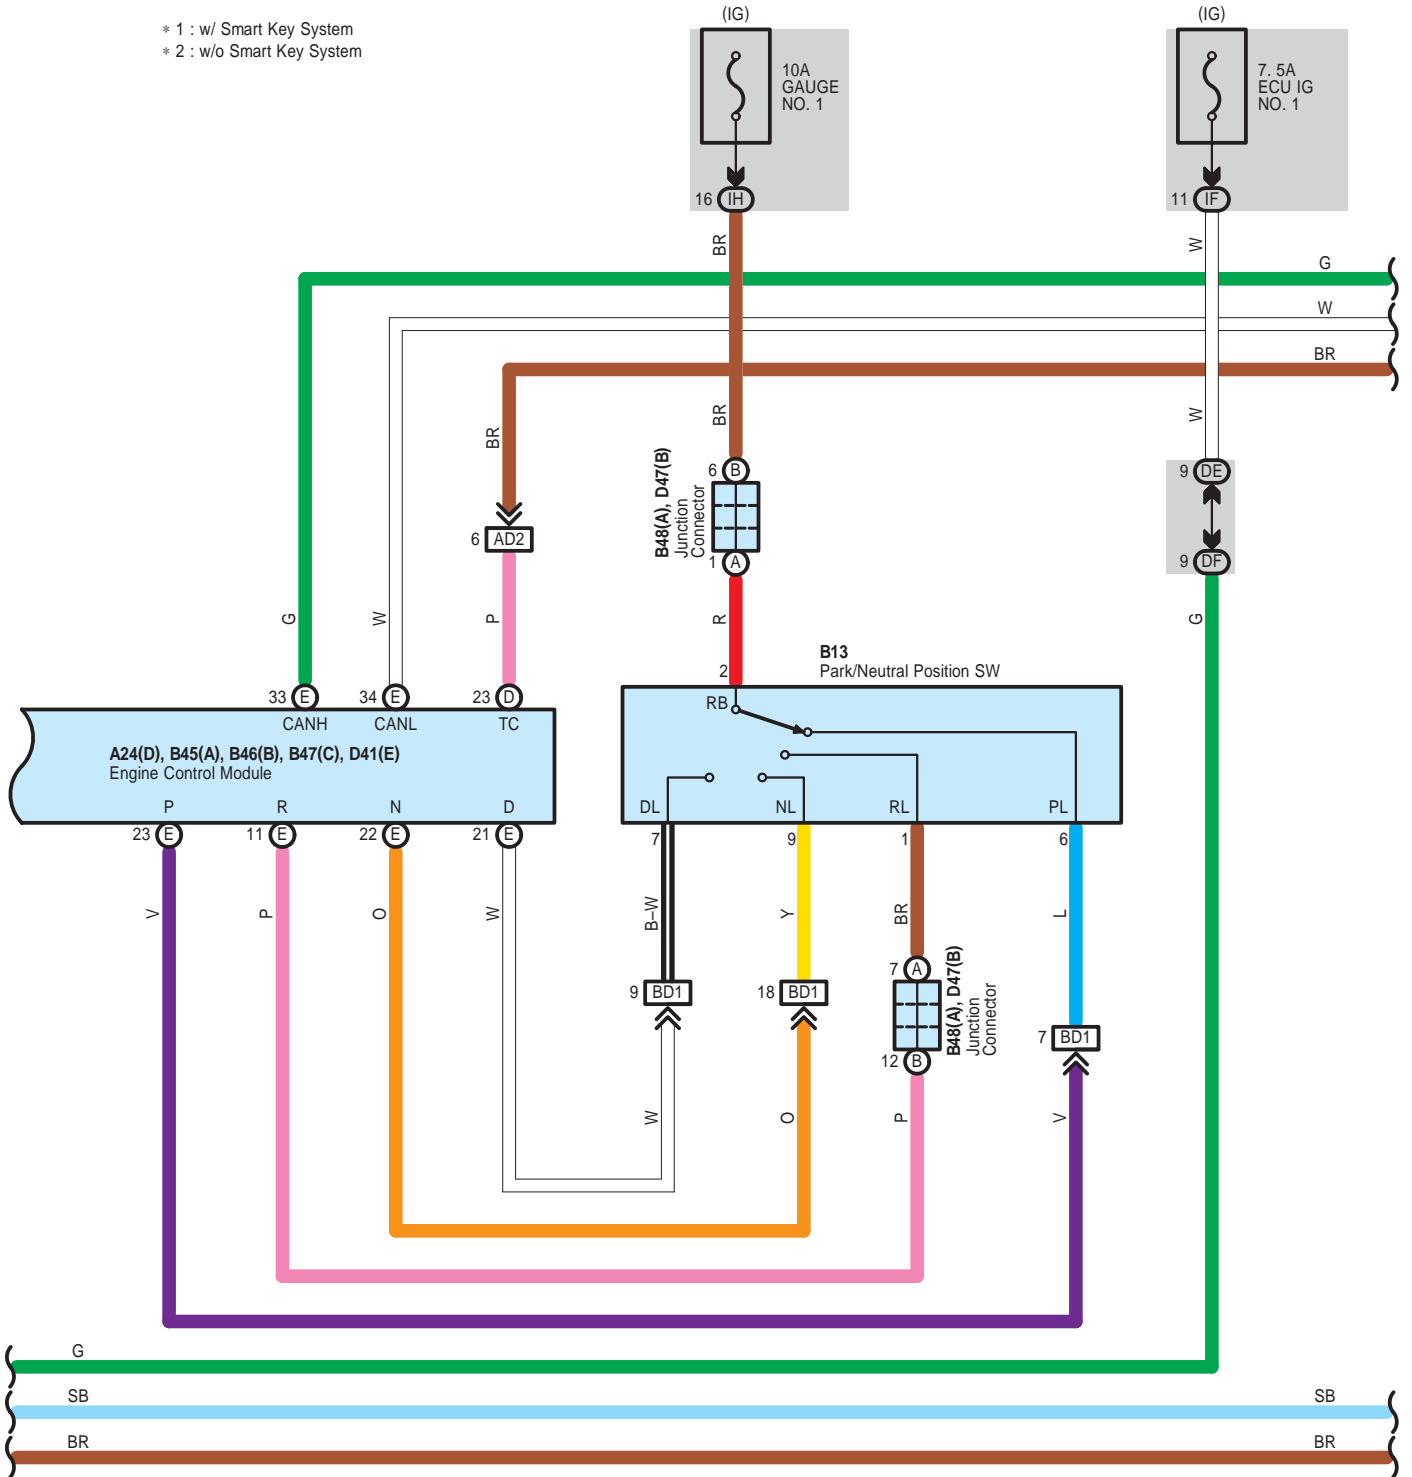 * 1 : w/ Smart Key System
* 2 : w/o Smart Key System
(IG)
10A
GAUGE
NO. 1
16 IH
(IG)
7. 5A
ECU IG
NO. 1
11 IF
BR
W
G
W
BR
BR
BR
W
6 B
B48(A), D47(B)
Junction
Connector
1 A
9 DE
9 DF
6 AD2
G
W
P
R
G
B13
Park/Neutral Position SW
2
33 E
34 E
23 D
CANH
CANL
TC
A24(D), B45(A), B46(B), B47(C), D41(E)
Engine Control Module
P
R
N
D
23 E
11 E
22 E
21 E
RB
DL
NL
RL
PL
7
9
1
6
V
P
O
W
B–W
Y
BR
L
9 BD1
18 BD1
7 A
B48(A), D47(B)
Junction
Connector
12 B
7 BD1
W
O
P
V
G
SB
SB
BR
BR